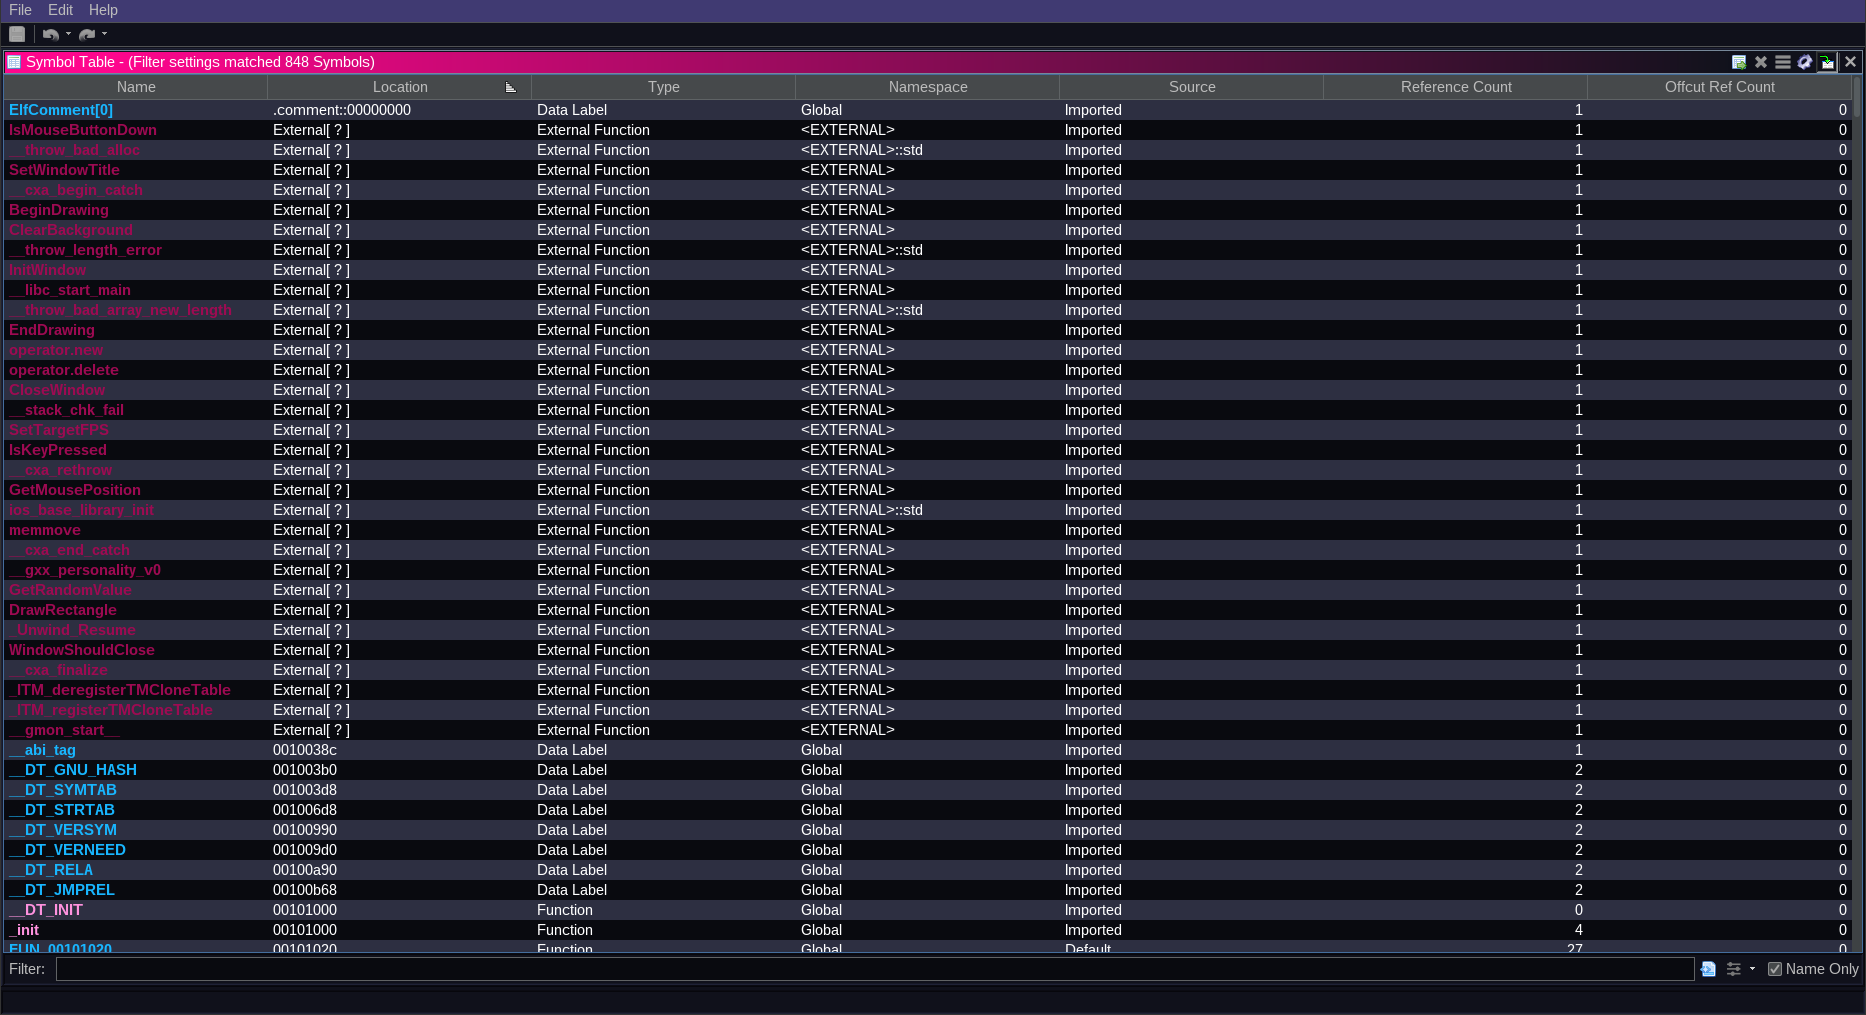 File Edit Help
Symbol Table - (Filter settings matched 848 Symbols)
Name Location Type Namespace Source Reference Count Offcut Ref Count
ElfComment[0] .comment::00000000 Data Label Global Imported 1 0
IsMouseButtonDown External[ ? ] External Function <EXTERNAL> Imported 1 0
__throw_bad_alloc External[ ? ] External Function <EXTERNAL>::std Imported 1 0
SetWindowTitle External[ ? ] External Function <EXTERNAL> Imported 1 0
__cxa_begin_catch External[ ? ] External Function <EXTERNAL> Imported 1 0
BeginDrawing External[ ? ] External Function <EXTERNAL> Imported 1 0
ClearBackground External[ ? ] External Function <EXTERNAL> Imported 1 0
__throw_length_error External[ ? ] External Function <EXTERNAL>::std Imported 1 0
InitWindow External[ ? ] External Function <EXTERNAL> Imported 1 0
__libc_start_main External[ ? ] External Function <EXTERNAL> Imported 1 0
__throw_bad_array_new_length External[ ? ] External Function <EXTERNAL>::std Imported 1 0
EndDrawing External[ ? ] External Function <EXTERNAL> Imported 1 0
operator.new External[ ? ] External Function <EXTERNAL> Imported 1 0
operator.delete External[ ? ] External Function <EXTERNAL> Imported 1 0
CloseWindow External[ ? ] External Function <EXTERNAL> Imported 1 0
__stack_chk_fail External[ ? ] External Function <EXTERNAL> Imported 1 0
SetTargetFPS External[ ? ] External Function <EXTERNAL> Imported 1 0
IsKeyPressed External[ ? ] External Function <EXTERNAL> Imported 1 0
__cxa_rethrow External[ ? ] External Function <EXTERNAL> Imported 1 0
GetMousePosition External[ ? ] External Function <EXTERNAL> Imported 1 0
ios_base_library_init External[ ? ] External Function <EXTERNAL>::std Imported 1 0
memmove External[ ? ] External Function <EXTERNAL> Imported 1 0
__cxa_end_catch External[ ? ] External Function <EXTERNAL> Imported 1 0
__gxx_personality_v0 External[ ? ] External Function <EXTERNAL> Imported 1 0
GetRandomValue External[ ? ] External Function <EXTERNAL> Imported 1 0
DrawRectangle External[ ? ] External Function <EXTERNAL> Imported 1 0
_Unwind_Resume External[ ? ] External Function <EXTERNAL> Imported 1 0
WindowShouldClose External[ ? ] External Function <EXTERNAL> Imported 1 0
__cxa_finalize External[ ? ] External Function <EXTERNAL> Imported 1 0
_ITM_deregisterTMCloneTable External[ ? ] External Function <EXTERNAL> Imported 1 0
_ITM_registerTMCloneTable External[ ? ] External Function <EXTERNAL> Imported 1 0
__gmon_start__ External[ ? ] External Function <EXTERNAL> Imported 1 0
__abi_tag 0010038c Data Label Global Imported 1 0
__DT_GNU_HASH 001003b0 Data Label Global Imported 2 0
__DT_SYMTAB 001003d8 Data Label Global Imported 2 0
__DT_STRTAB 001006d8 Data Label Global Imported 2 0
__DT_VERSYM 00100990 Data Label Global Imported 2 0
__DT_VERNEED 001009d0 Data Label Global Imported 2 0
__DT_RELA 00100a90 Data Label Global Imported 2 0
__DT_JMPREL 00100b68 Data Label Global Imported 2 0
__DT_INIT 00101000 Function Global Imported 0 0
_init 00101000 Function Global Imported 4 0
FUN_00101020 00101020 Function Global Default 27 0
Filter: Name Only